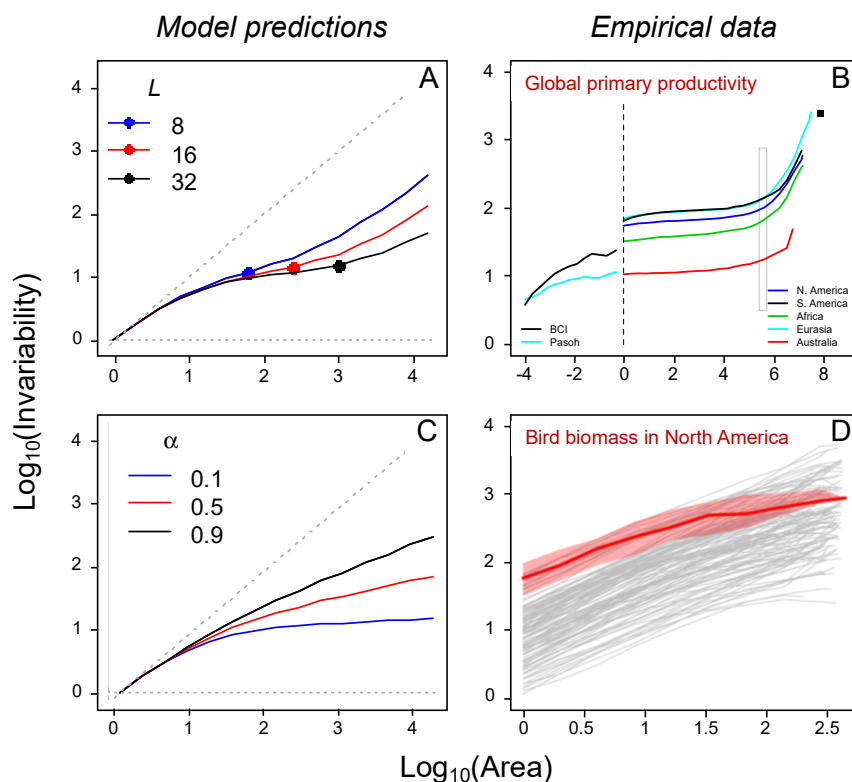 Model predictions
Empirical data
A
L
8
16
32
4
3
2
1
0
0
1
2
3
4
B
Global primary productivity
4
3
2
1
0
BCI
Pasoh
N. America
S. America
Africa
Eurasia
Australia
-4
-2
0
2
4
6
8
Log10(Invariability)
C
α
0.1
0.5
0.9
4
3
2
1
0
0
1
2
3
4
D
Bird biomass in North America
4
3
2
1
0
0
0.5
1
1.5
2
2.5
Log10(Area)